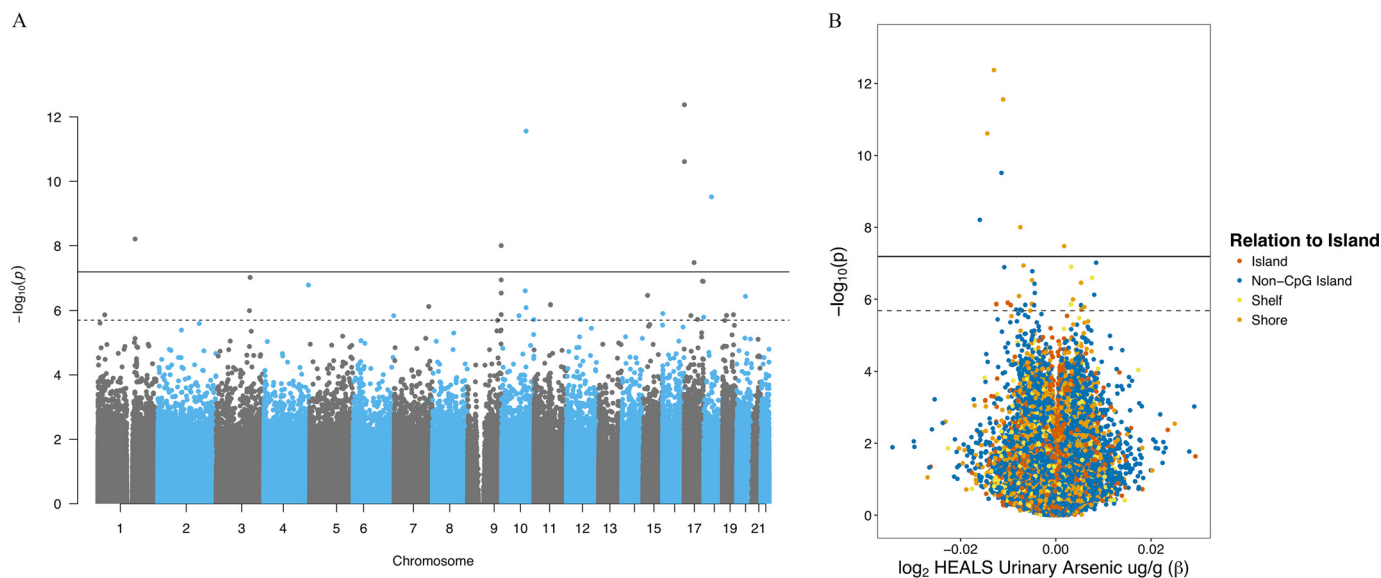 A
12
10
8
6
4
2
0
−log10(p)
1 2 3 4 5 6 7 8 9 10 11 12 13 15 17 19 21
Chromosome
B
12
10
8
6
4
2
0
−log10(p)
−0.02 0.00 0.02
log2 HEALS Urinary Arsenic ug/g (β)
Relation to Island
Island
Non−CpG Island
Shelf
Shore